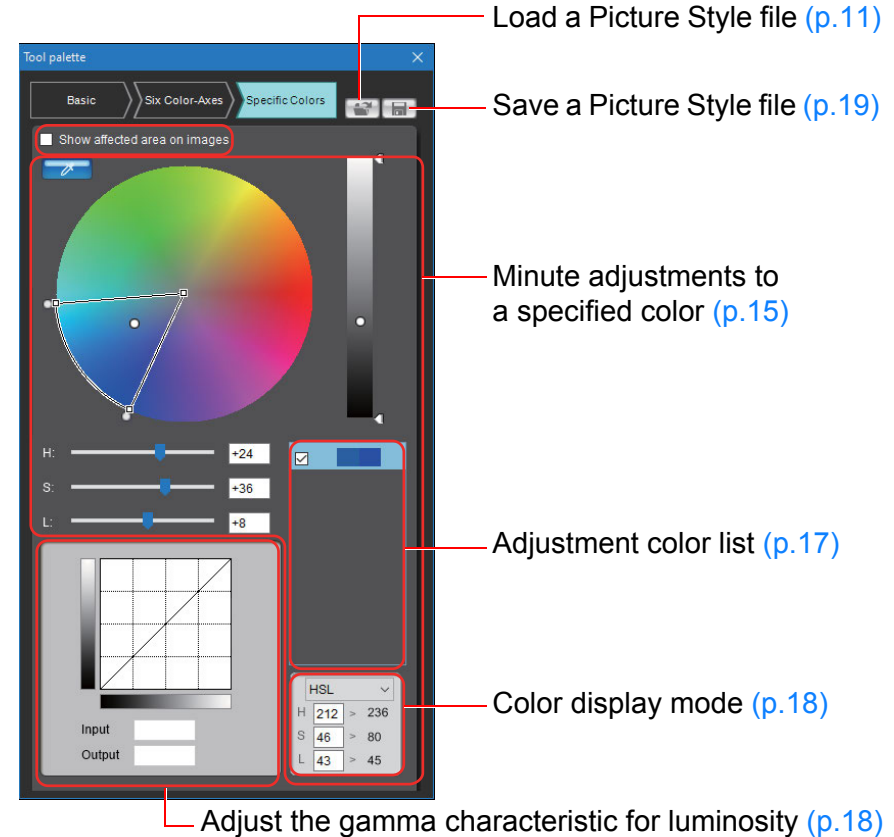 Load a Picture Style file (p.11)
Tool palette
Basic
Six Color-Axes
Specific Colors
Save a Picture Style file (p.19)
Show affected area on images
Minute adjustments to
a specified color (p.15)
H: +24
S: +36
L: +8
Adjustment color list (p.17)
HSL
H 212 > 236
S 46 > 80
L 43 > 45
Color display mode (p.18)
Input
Output
Adjust the gamma characteristic for luminosity (p.18)